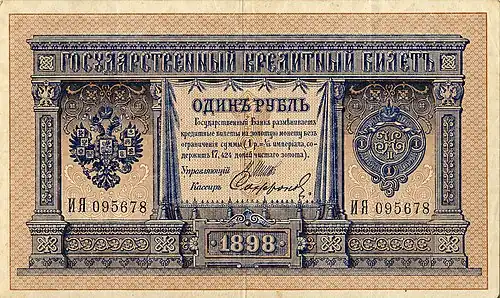 ГОСУДАРСТВЕННЫЙ КРЕДИТНЫЙ БИЛЕТЪ
ОДИНЪ РУБЛЬ
Государственный Банкъ размѣниваетъ
кредитные билеты на золотую монету безъ
ограниченія суммы (1 р. = 1/15 имперіала, со-
держитъ 17,424 долей чистаго золота).
Управляющій
Кассиръ
ИЯ 095678
ИЯ 095678
1898